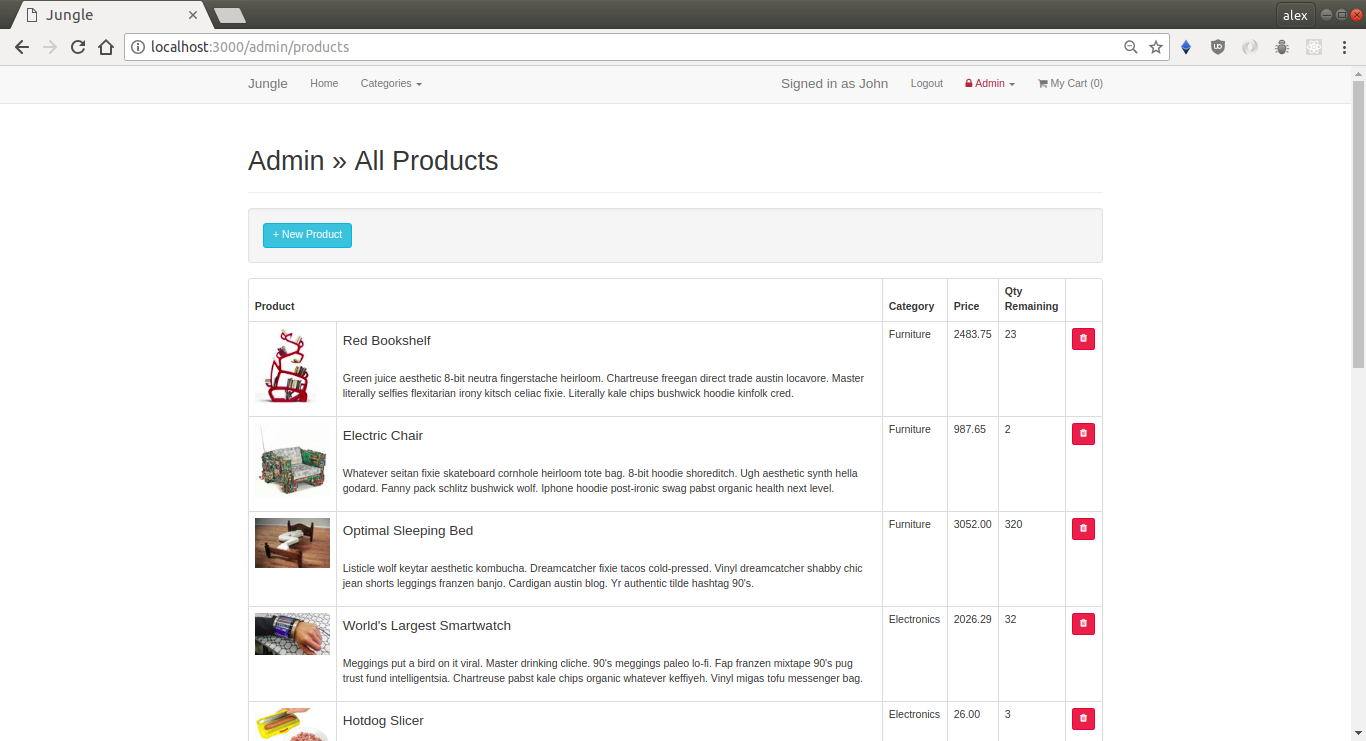 Jungle
alex
localhost:3000/admin/products
Jungle Home Categories Signed in as John Logout Admin My Cart (0)
Admin » All Products
+ New Product
Product Category Price Qty Remaining
Red Bookshelf Furniture 2483.75 23
Green juice aesthetic 8-bit neutra fingerstache heirloom. Chartreuse freegan direct trade austin locavore. Master
literally selfies flexitarian irony kitsch celiac fixie. Literally kale chips bushwick hoodie kinfolk cred.
Electric Chair Furniture 987.65 2
Whatever seitan fixie skateboard cornhole heirloom tote bag. 8-bit hoodie shoreditch. Ugh aesthetic synth hella
godard. Fanny pack schlitz bushwick wolf. Iphone hoodie post-ironic swag pabst organic health next level.
Optimal Sleeping Bed Furniture 3052.00 320
Listicle wolf keytar aesthetic kombucha. Dreamcatcher fixie tacos cold-pressed. Vinyl dreamcatcher shabby chic
jean shorts leggings franzen banjo. Cardigan austin blog. Yr authentic tilde hashtag 90's.
World's Largest Smartwatch Electronics 2026.29 32
Meggings put a bird on it viral. Master drinking cliche. 90's meggings paleo lo-fi. Fap franzen mixtape 90's pug
trust fund intelligentsia. Chartreuse pabst kale chips organic whatever keffiyeh. Vinyl migas tofu messenger bag.
Hotdog Slicer Electronics 26.00 3